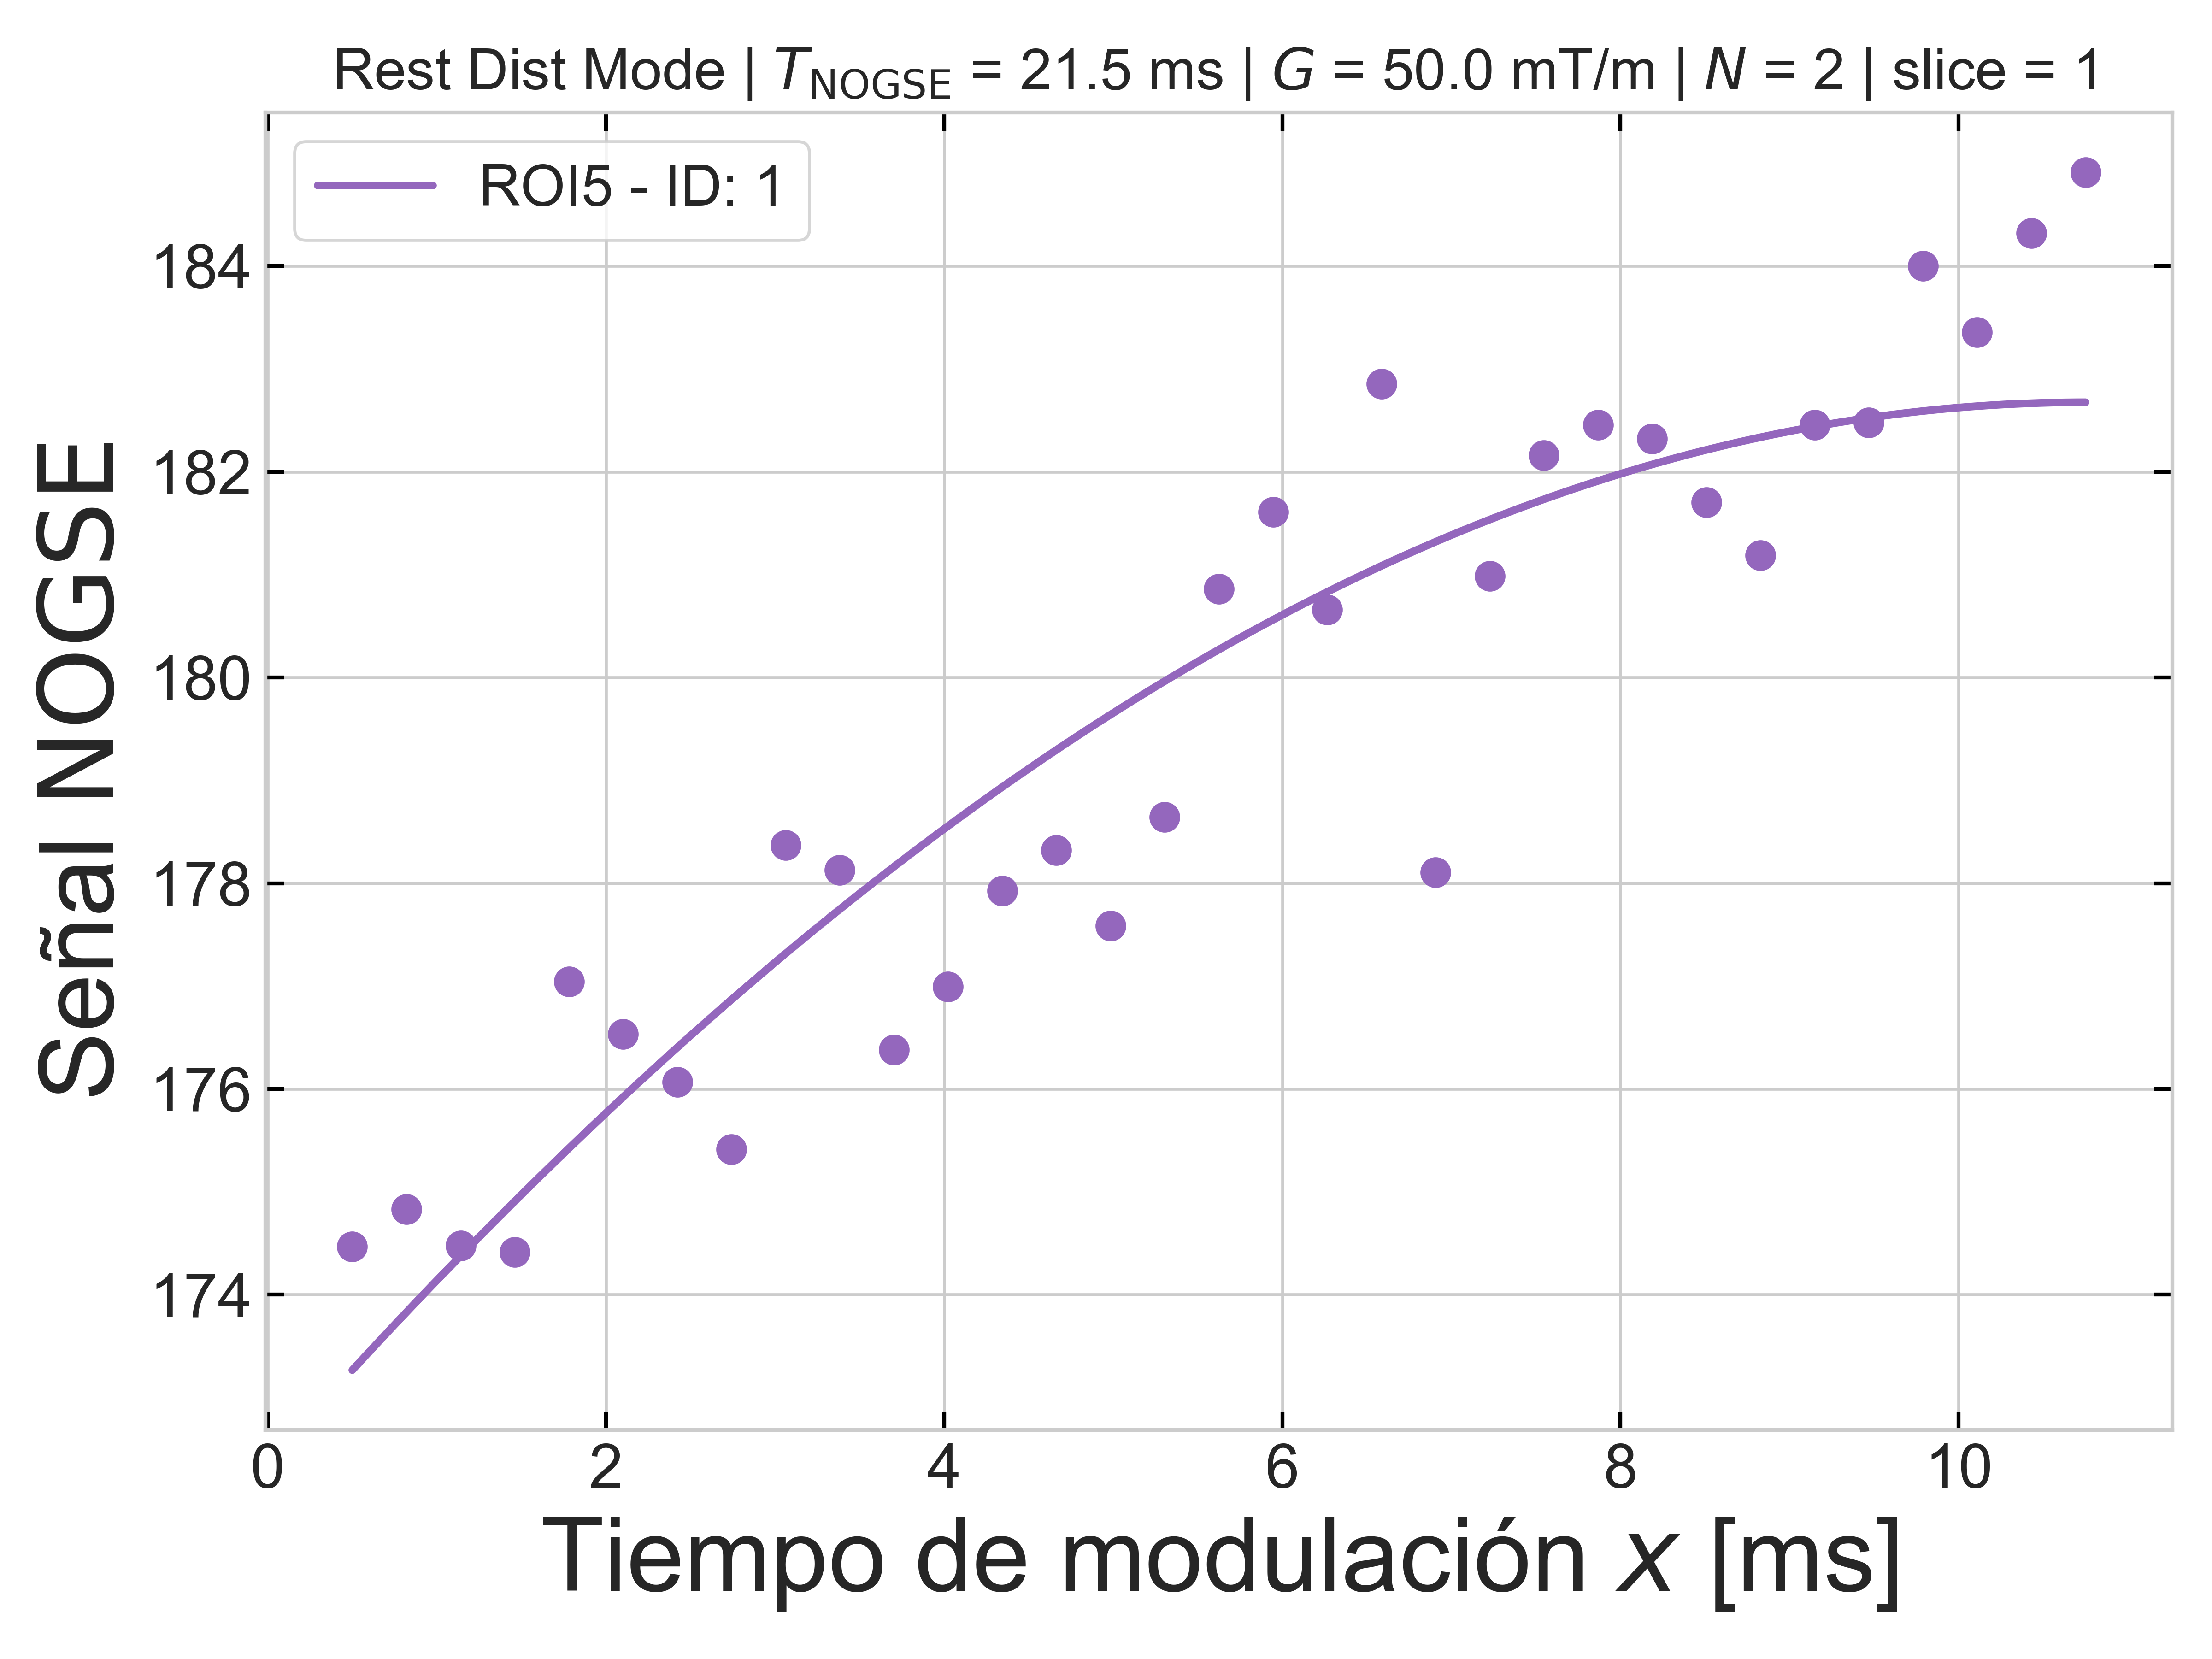 Rest Dist Mode | T_NOGSE = 21.5 ms | G = 50.0 mT/m | N = 2 | slice = 1
ROI5 - ID: 1
Señal NOGSE
184
182
180
178
176
174
0 2 4 6 8 10
Tiempo de modulación x [ms]